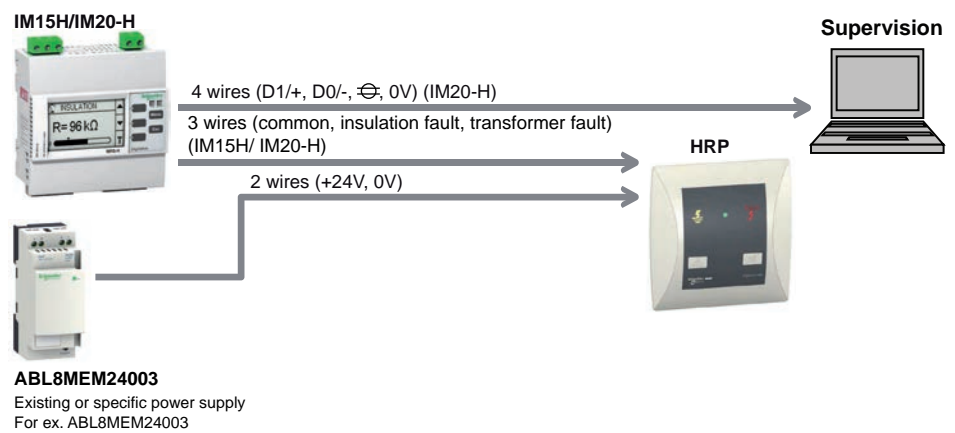 IM15H/IM20-H
Supervision
4 wires (D1/+, D0/-, , 0V) (IM20-H)
INSULATION
R= 96 kΩ
3 wires (common, insulation fault, transformer fault)
(IM15H/ IM20-H)
HRP
2 wires (+24V, 0V)
ABL8MEM24003
Existing or specific power supply
For ex. ABL8MEM24003